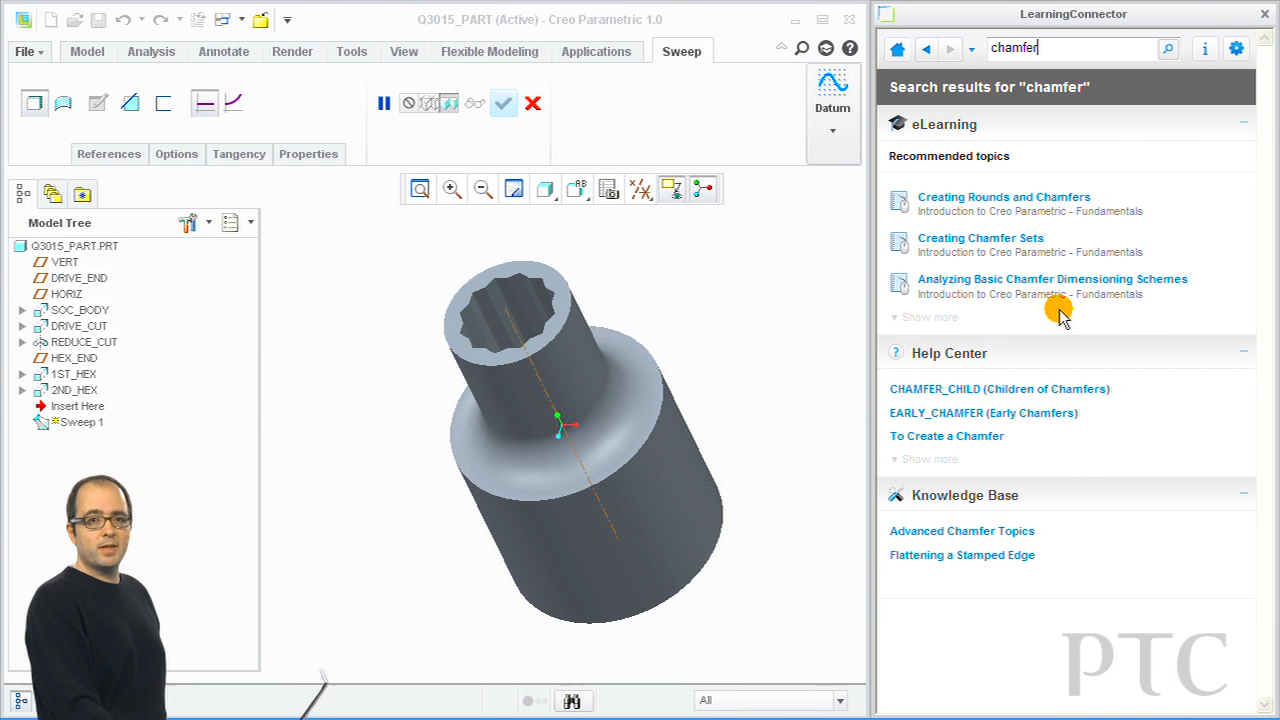 Q3015_PART (Active) - Creo Parametric 1.0
File
Model
Analysis
Annotate
Render
Tools
View
Flexible Modeling
Applications
Sweep
Datum
References
Options
Tangency
Properties
Model Tree
Q3015_PART.PRT
VERT
DRIVE_END
HORIZ
SOC_BODY
DRIVE_CUT
REDUCE_CUT
HEX_END
1ST_HEX
2ND_HEX
Insert Here
Sweep 1
All
LearningConnector
chamfer
Search results for "chamfer"
eLearning
Recommended topics
Creating Rounds and Chamfers
Introduction to Creo Parametric - Fundamentals
Creating Chamfer Sets
Introduction to Creo Parametric - Fundamentals
Analyzing Basic Chamfer Dimensioning Schemes
Introduction to Creo Parametric - Fundamentals
Show more
Help Center
CHAMFER_CHILD (Children of Chamfers)
EARLY_CHAMFER (Early Chamfers)
To Create a Chamfer
Show more
Knowledge Base
Advanced Chamfer Topics
Flattening a Stamped Edge
PTC